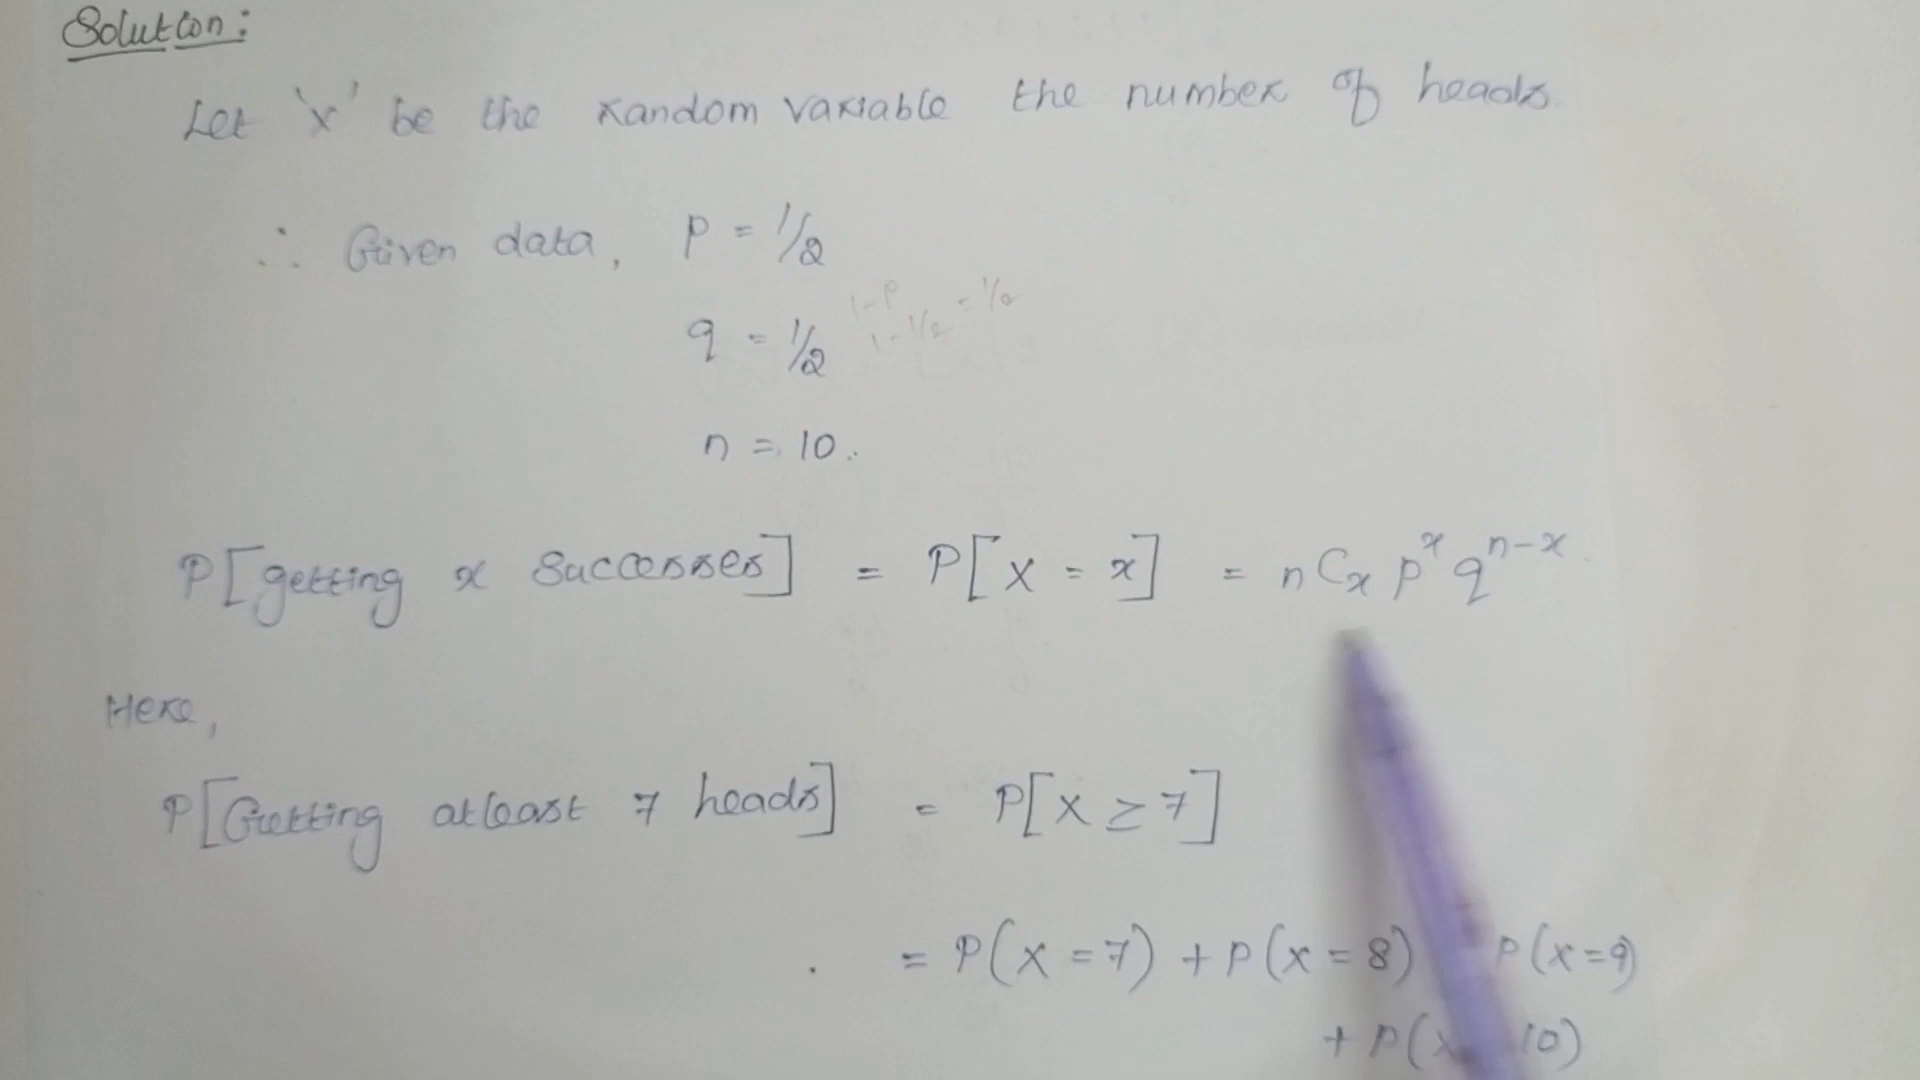 Solution:
Let 'x' be the random variable the number of heads.
∴ Given data, p = 1/2
1-p
q = 1/2 1-1/2 = 1/2
n = 10.
P[getting x successes] = P[X = x] = nCx p^x q^n-x.
Here,
P[Getting atleast 7 heads] = P[X ≥ 7]
= P(X = 7) + P(X = 8) P(X = 9)
+ P(X 10)